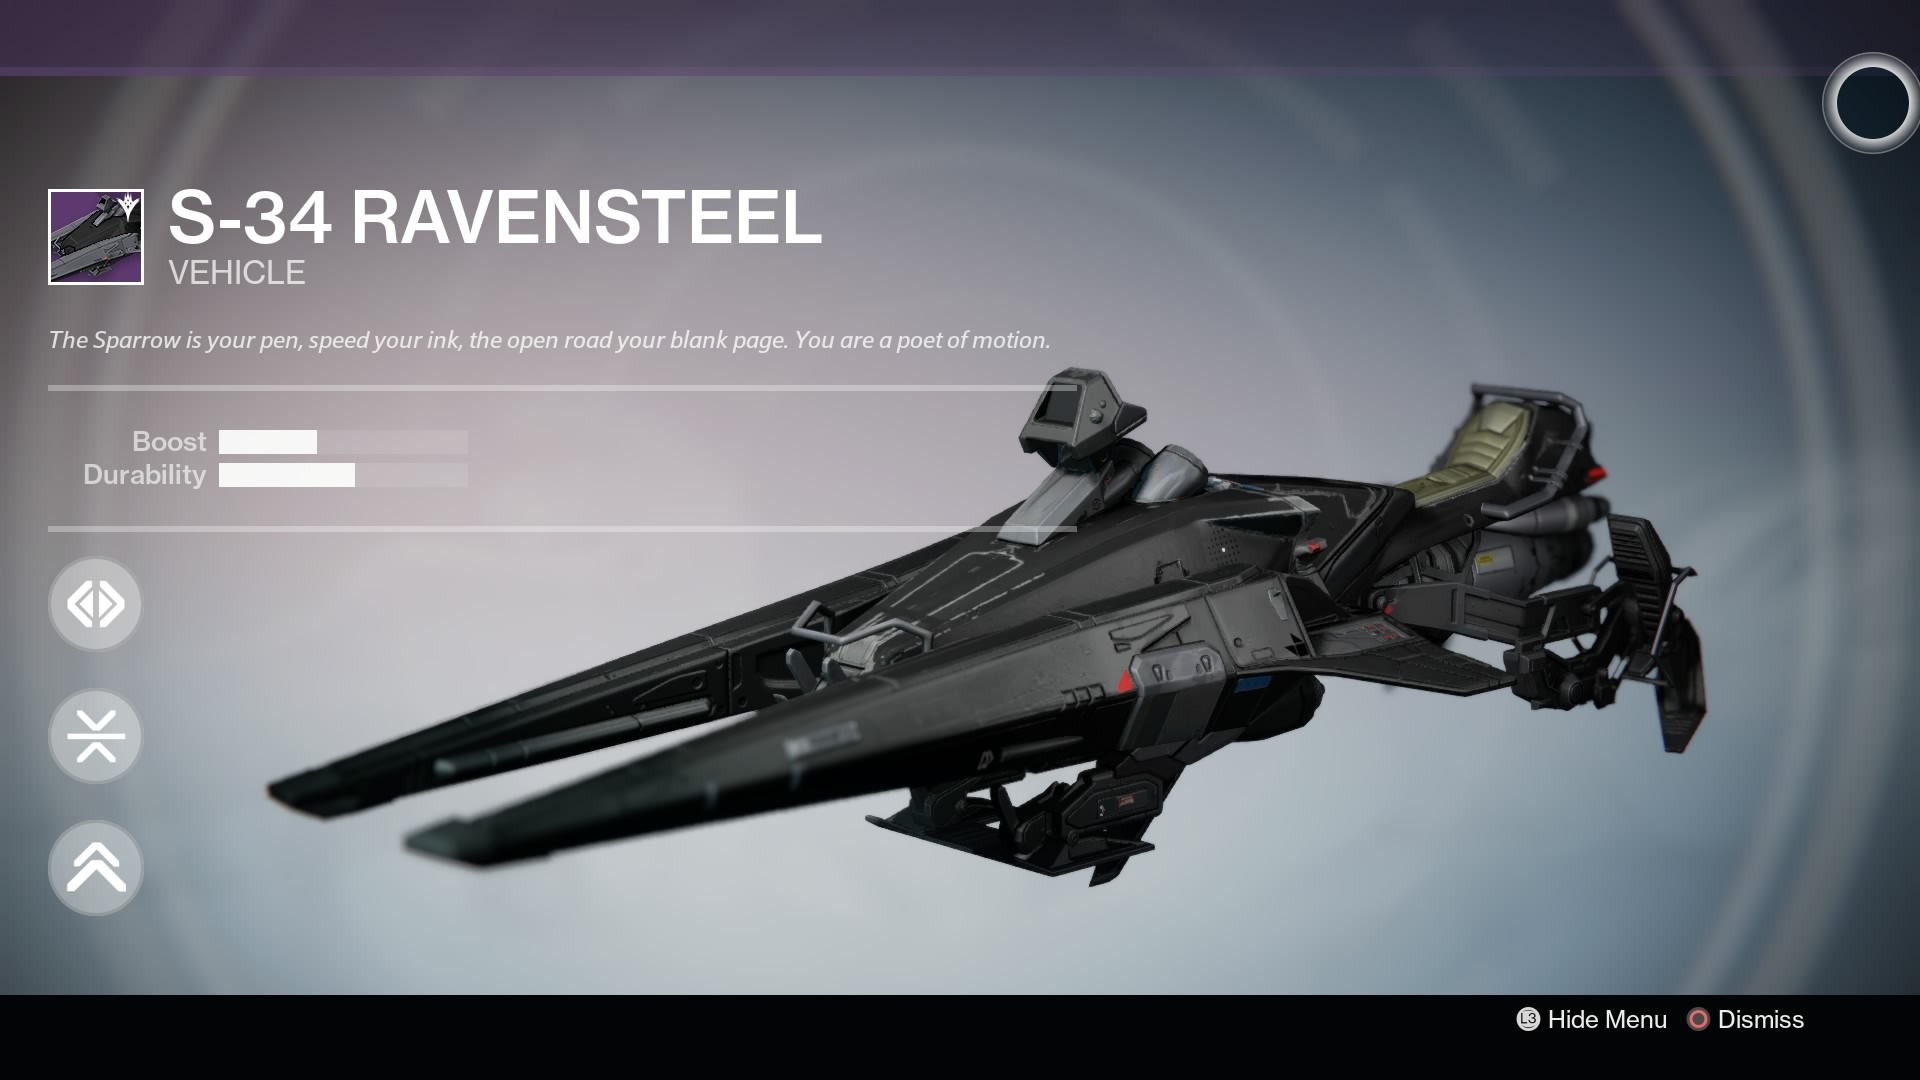 S-34 RAVENSTEEL
VEHICLE
The Sparrow is your pen, speed your ink, the open road your blank page. You are a poet of motion.
Boost
Durability
L3 Hide Menu Dismiss